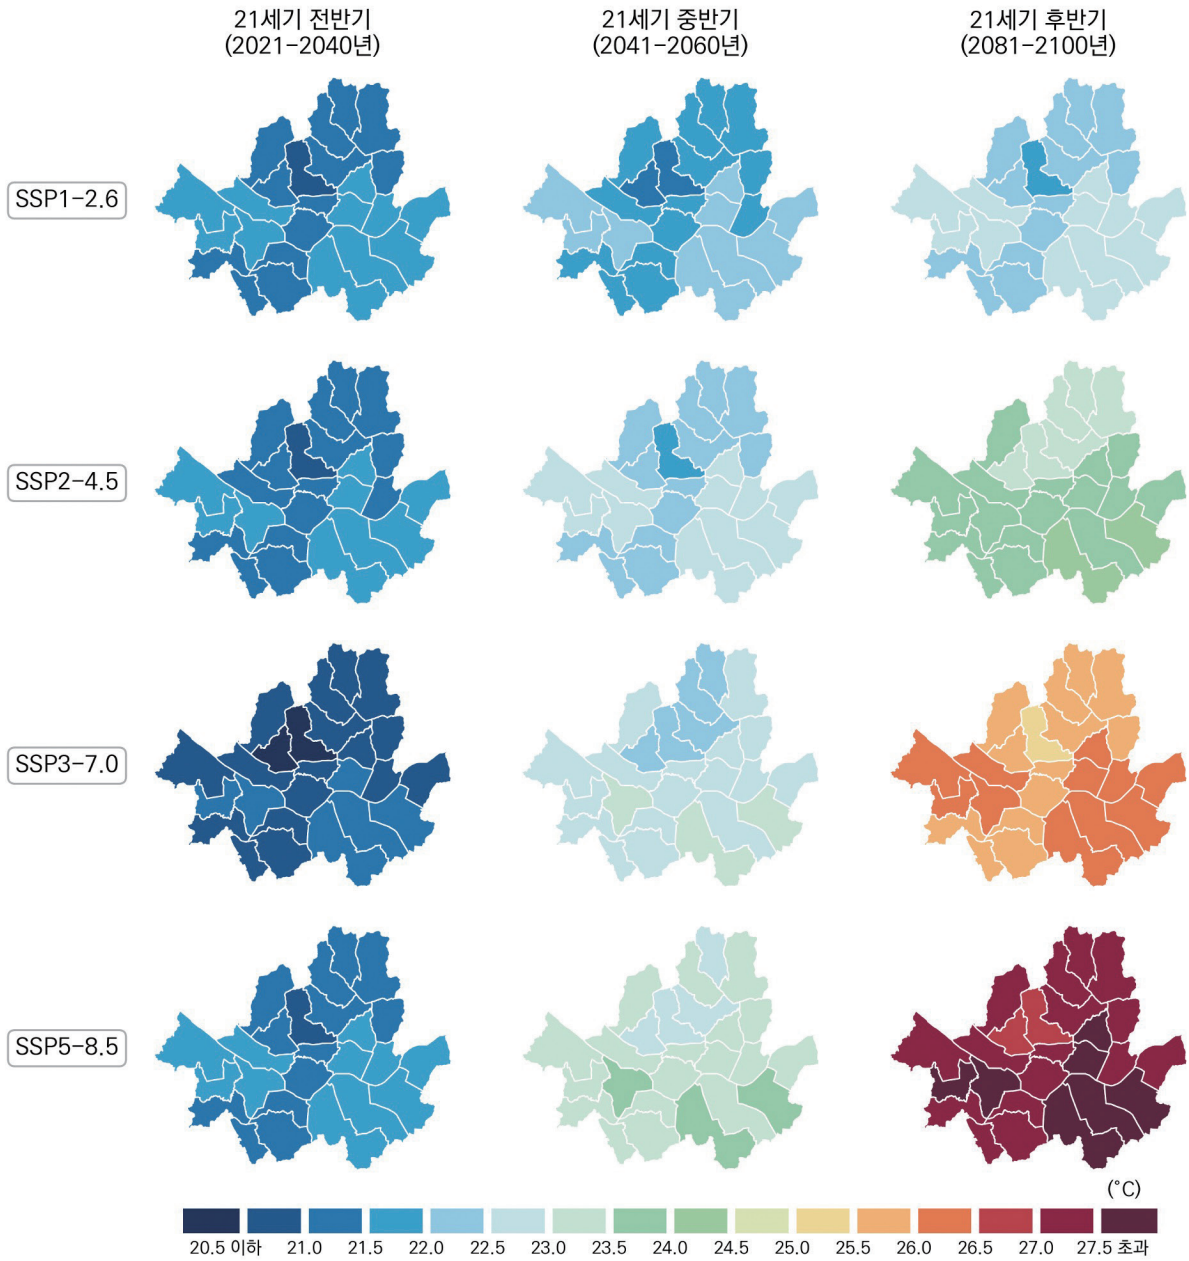 21세기 전반기
(2021-2040년)
21세기 중반기
(2041-2060년)
21세기 후반기
(2081-2100년)
SSP1-2.6
SSP2-4.5
SSP3-7.0
SSP5-8.5
(°C)
20.5 이하 21.0 21.5 22.0 22.5 23.0 23.5 24.0 24.5 25.0 25.5 26.0 26.5 27.0 27.5 초과